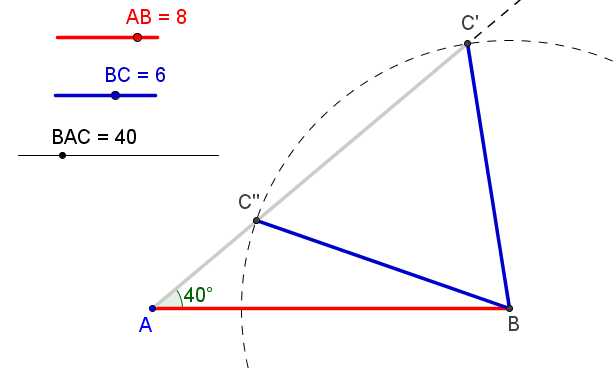 AB = 8
BC = 6
BAC = 40
C'
C''
40°
A
B